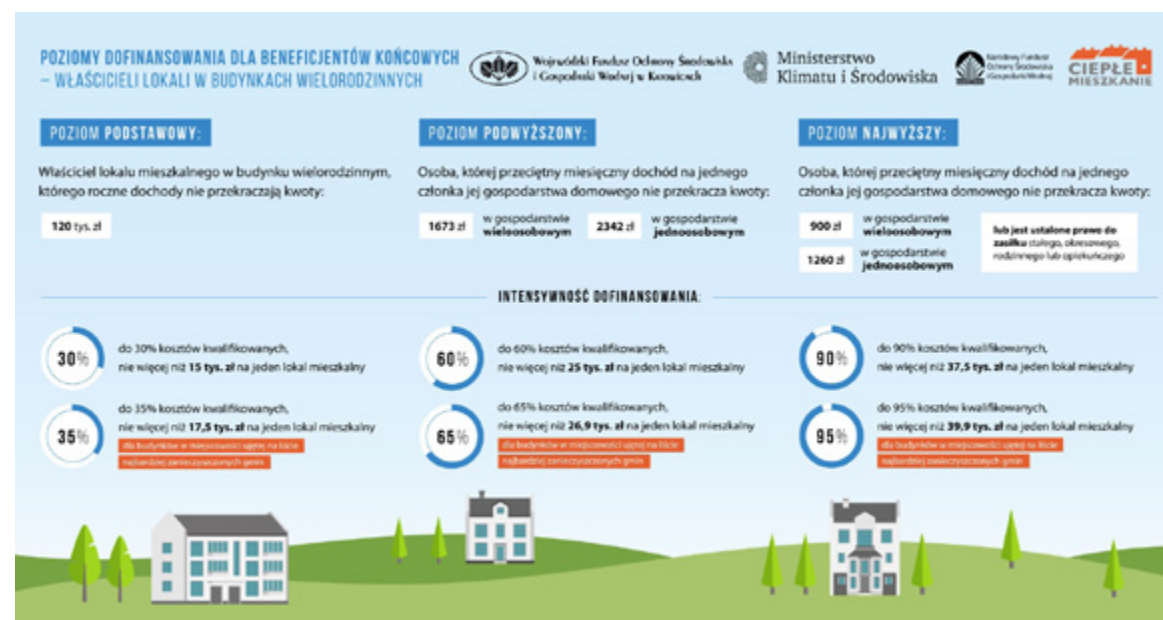 POZIOMY DOFINANSOWANIA DLA BENEFICJENTÓW KOŃCOWYCH
– WŁAŚCICIELI LOKALI W BUDYNKACH WIELORODZINNYCH
Wojewódzki Fundusz Ochrony Środowiska
i Gospodarki Wodnej w Katowicach
Ministerstwo
Klimatu i Środowiska
Narodowy Fundusz
Ochrony Środowiska
i Gospodarki Wodnej
CIEPŁE
MIESZKANIE
POZIOM PODSTAWOWY:
Właściciel lokalu mieszkalnego w budynku wielorodzinnym,
którego roczne dochody nie przekraczają kwoty:
120 tys. zł
POZIOM PODWYŻSZONY:
Osoba, której przeciętny miesięczny dochód na jednego
członka jej gospodarstwa domowego nie przekracza kwoty:
1673 zł
w gospodarstwie
wieloosobowym
2342 zł
w gospodarstwie
jednoosobowym
POZIOM NAJWYŻSZY:
Osoba, której przeciętny miesięczny dochód na jednego
członka jej gospodarstwa domowego nie przekracza kwoty:
900 zł
w gospodarstwie
wieloosobowym
1260 zł
w gospodarstwie
jednoosobowym
lub jest ustalone prawo do
zasiłku stałego, okresowego,
rodzinnego lub opiekuńczego
INTENSYWNOŚĆ DOFINANSOWANIA:
30%
do 30% kosztów kwalifikowanych,
nie więcej niż 15 tys. zł na jeden lokal mieszkalny
35%
do 35% kosztów kwalifikowanych,
nie więcej niż 17,5 tys. zł na jeden lokal mieszkalny
dla budynków w miejscowości ujętej na liście
najbardziej zanieczyszczonych gmin
60%
do 60% kosztów kwalifikowanych,
nie więcej niż 25 tys. zł na jeden lokal mieszkalny
65%
do 65% kosztów kwalifikowanych,
nie więcej niż 26,9 tys. zł na jeden lokal mieszkalny
dla budynków w miejscowości ujętej na liście
najbardziej zanieczyszczonych gmin
90%
do 90% kosztów kwalifikowanych,
nie więcej niż 37,5 tys. zł na jeden lokal mieszkalny
95%
do 95% kosztów kwalifikowanych,
nie więcej niż 39,9 tys. zł na jeden lokal mieszkalny
dla budynków w miejscowości ujętej na liście
najbardziej zanieczyszczonych gmin